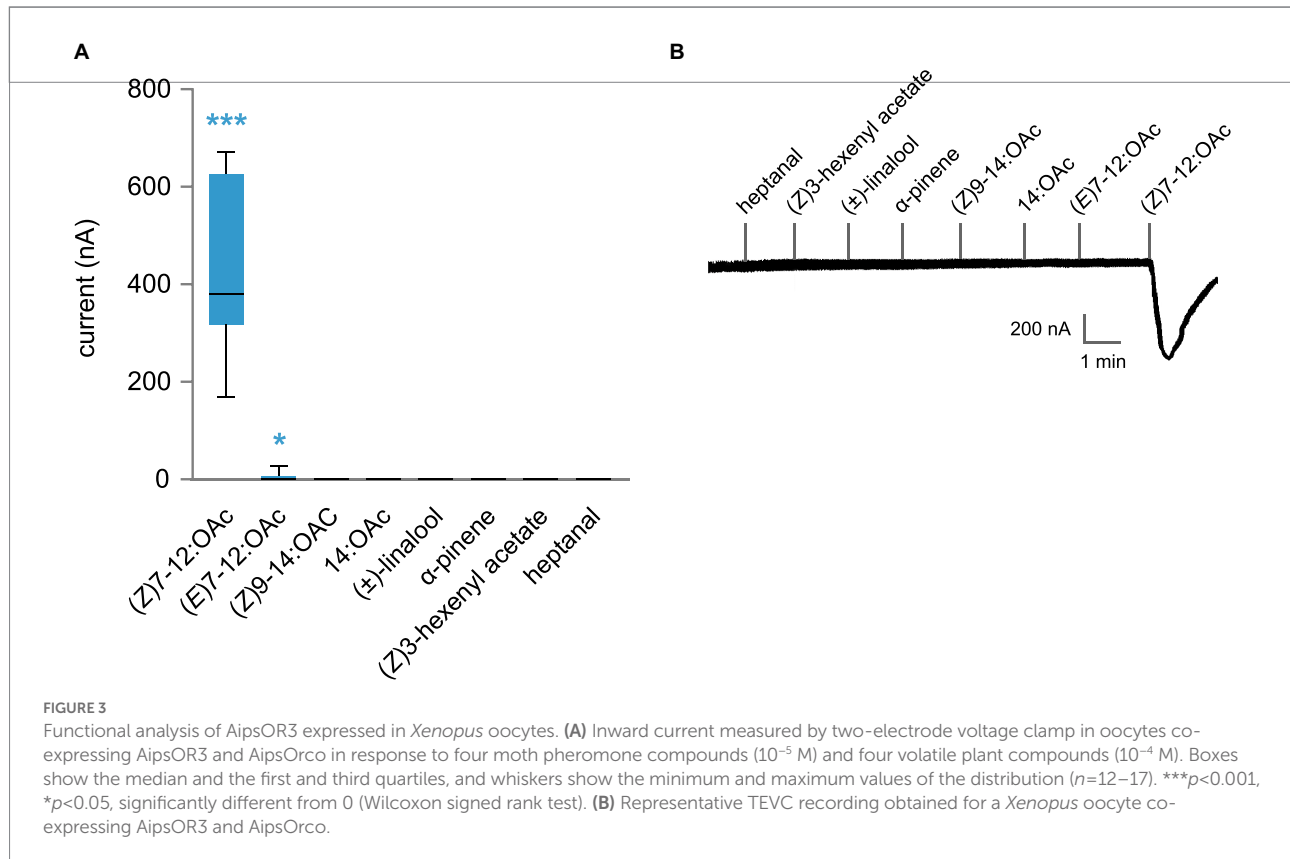 A
B
800
600
400
200
0
current (nA)
***
*
(Z)7-12:OAc
(E)7-12:OAc
(Z)9-14:OAC
14:OAc
(±)-linalool
α-pinene
(Z)3-hexenyl acetate
heptanal
heptanal
(Z)3-hexenyl acetate
(±)-linalool
α-pinene
(Z)9-14:OAc
14:OAc
(E)7-12:OAc
(Z)7-12:OAc
200 nA
1 min
FIGURE 3
Functional analysis of AipsOR3 expressed in Xenopus oocytes. (A) Inward current measured by two-electrode voltage clamp in oocytes co-
expressing AipsOR3 and AipsOrco in response to four moth pheromone compounds (10⁻⁵ M) and four volatile plant compounds (10⁻⁴ M). Boxes
show the median and the first and third quartiles, and whiskers show the minimum and maximum values of the distribution (n=12–17). ***p<0.001,
*p<0.05, significantly different from 0 (Wilcoxon signed rank test). (B) Representative TEVC recording obtained for a Xenopus oocyte co-
expressing AipsOR3 and AipsOrco.